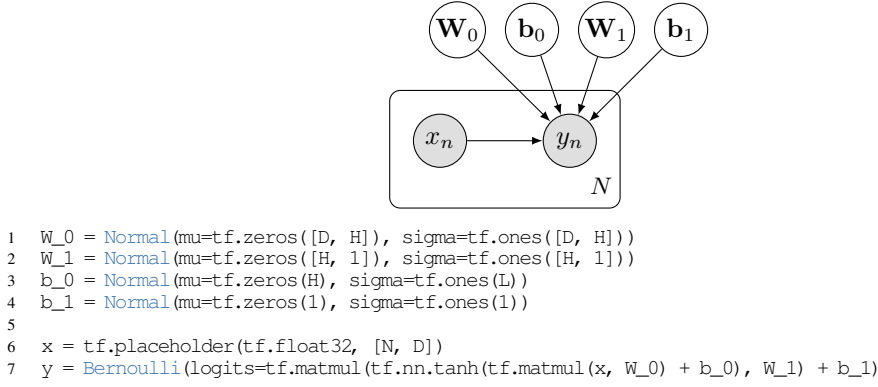 W₀ b₀ W₁ b₁
xₙ yₙ
N
1 W_0 = Normal(mu=tf.zeros([D, H]), sigma=tf.ones([D, H]))
2 W_1 = Normal(mu=tf.zeros([H, 1]), sigma=tf.ones([H, 1]))
3 b_0 = Normal(mu=tf.zeros(H), sigma=tf.ones(L))
4 b_1 = Normal(mu=tf.zeros(1), sigma=tf.ones(1))
5
6 x = tf.placeholder(tf.float32, [N, D])
7 y = Bernoulli(logits=tf.matmul(tf.nn.tanh(tf.matmul(x, W_0) + b_0), W_1) + b_1)